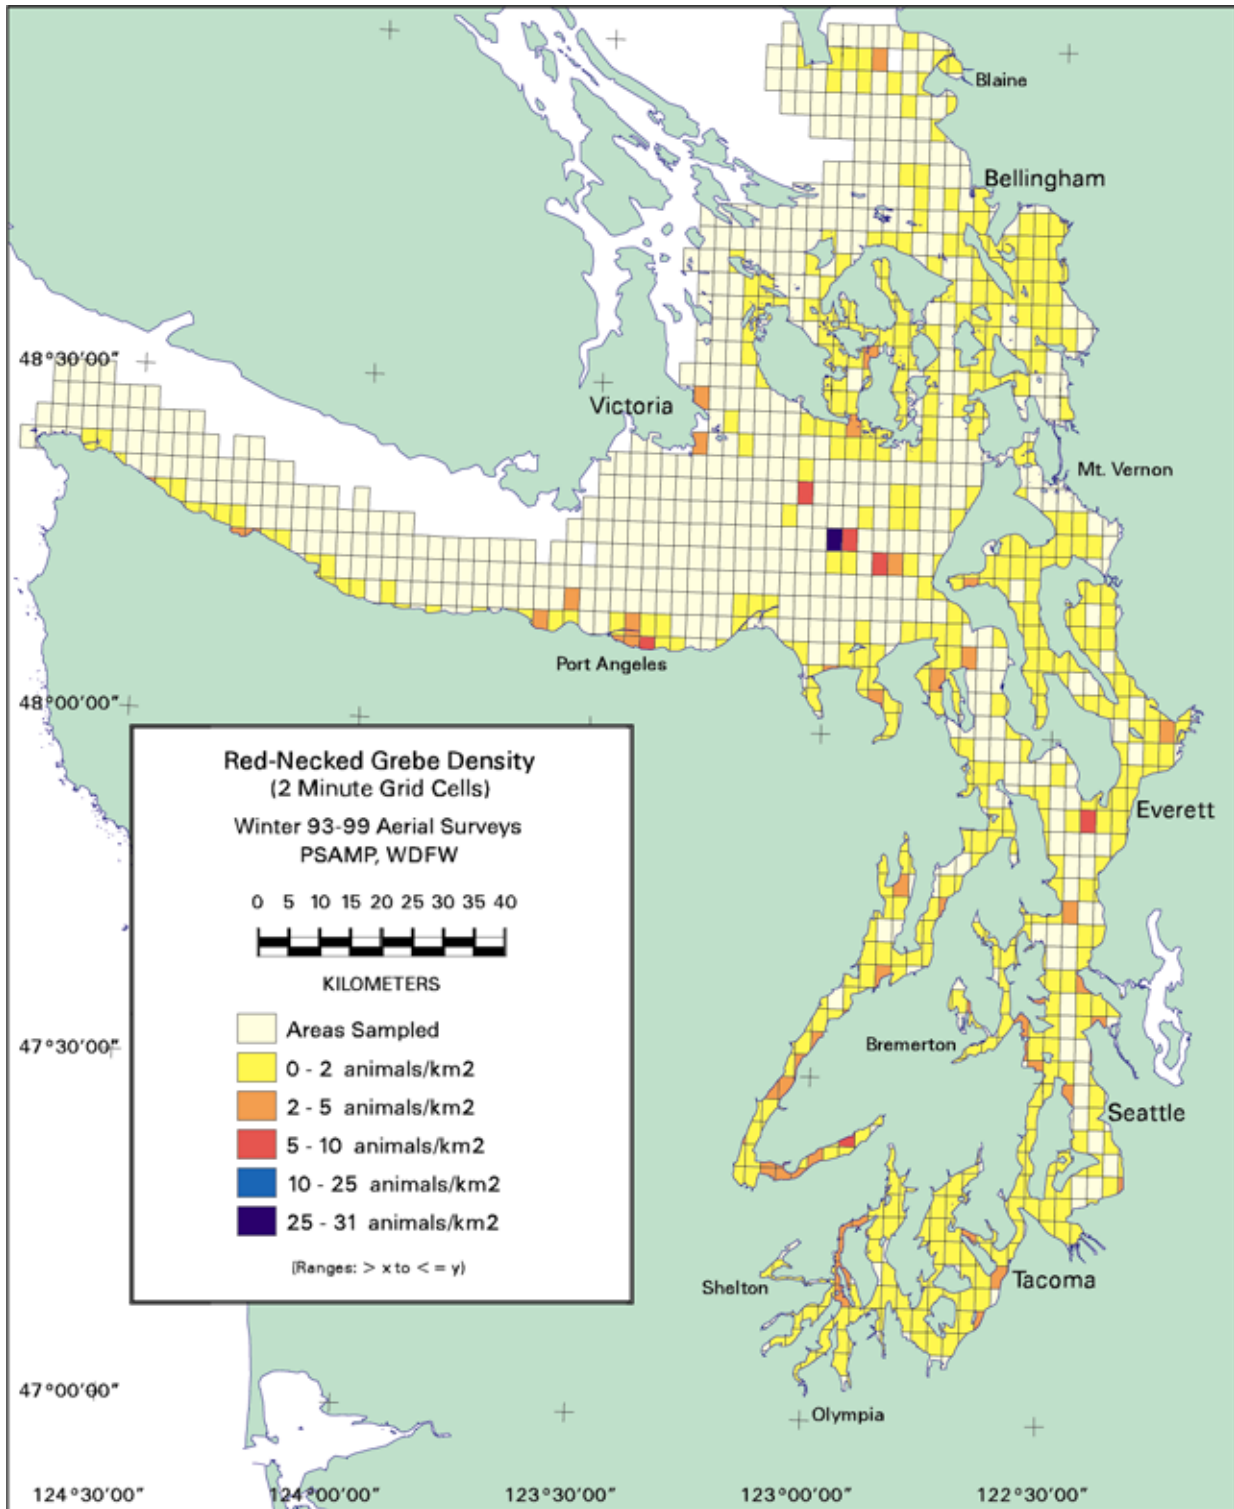 Blaine
Bellingham
48°30'00"
Victoria
Mt. Vernon
Port Angeles
48°00'00"
Red-Necked Grebe Density
(2 Minute Grid Cells)
Winter 93-99 Aerial Surveys
PSAMP, WDFW
0 5 10 15 20 25 30 35 40
KILOMETERS
Areas Sampled
0 - 2 animals/km2
2 - 5 animals/km2
5 - 10 animals/km2
10 - 25 animals/km2
25 - 31 animals/km2
(Ranges: > x to < = y)
Everett
47°30'00"
Bremerton
Seattle
Shelton
Tacoma
47°00'00"
Olympia
124°30'00" 124°00'00" 123°30'00" 123°00'00" 122°30'00"